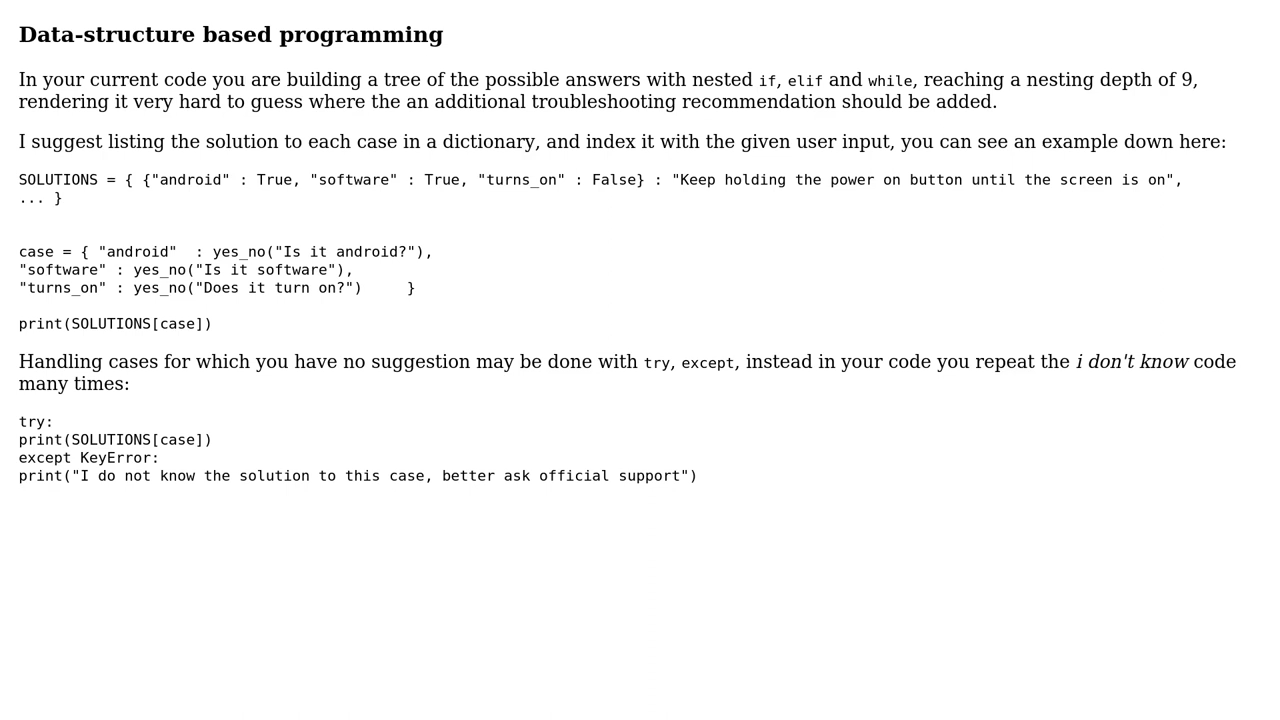 Data-structure based programming
In your current code you are building a tree of the possible answers with nested if, elif and while, reaching a nesting depth of 9,
rendering it very hard to guess where the an additional troubleshooting recommendation should be added.
I suggest listing the solution to each case in a dictionary, and index it with the given user input, you can see an example down here:
SOLUTIONS = { {"android" : True, "software" : True, "turns_on" : False} : "Keep holding the power on button until the screen is on",
... }
case = { "android"  : yes_no("Is it android?"),
"software" : yes_no("Is it software"),
"turns_on" : yes_no("Does it turn on?")     }
print(SOLUTIONS[case])
Handling cases for which you have no suggestion may be done with try, except, instead in your code you repeat the i don't know code
many times:
try:
print(SOLUTIONS[case])
except KeyError:
print("I do not know the solution to this case, better ask official support")